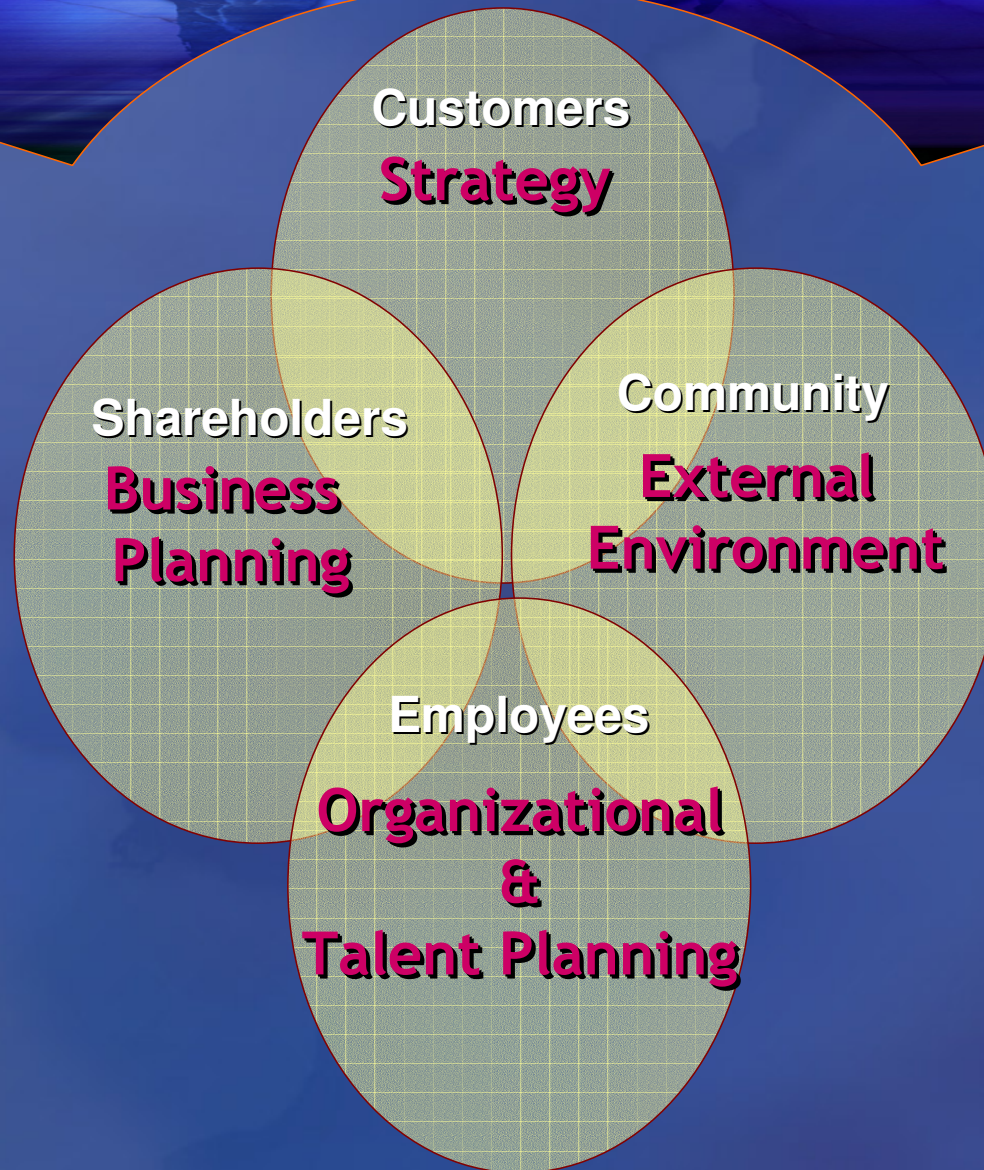 Customers
Strategy
Shareholders
Business
Planning
Community
External
Environment
Employees
Organizational
&
Talent Planning